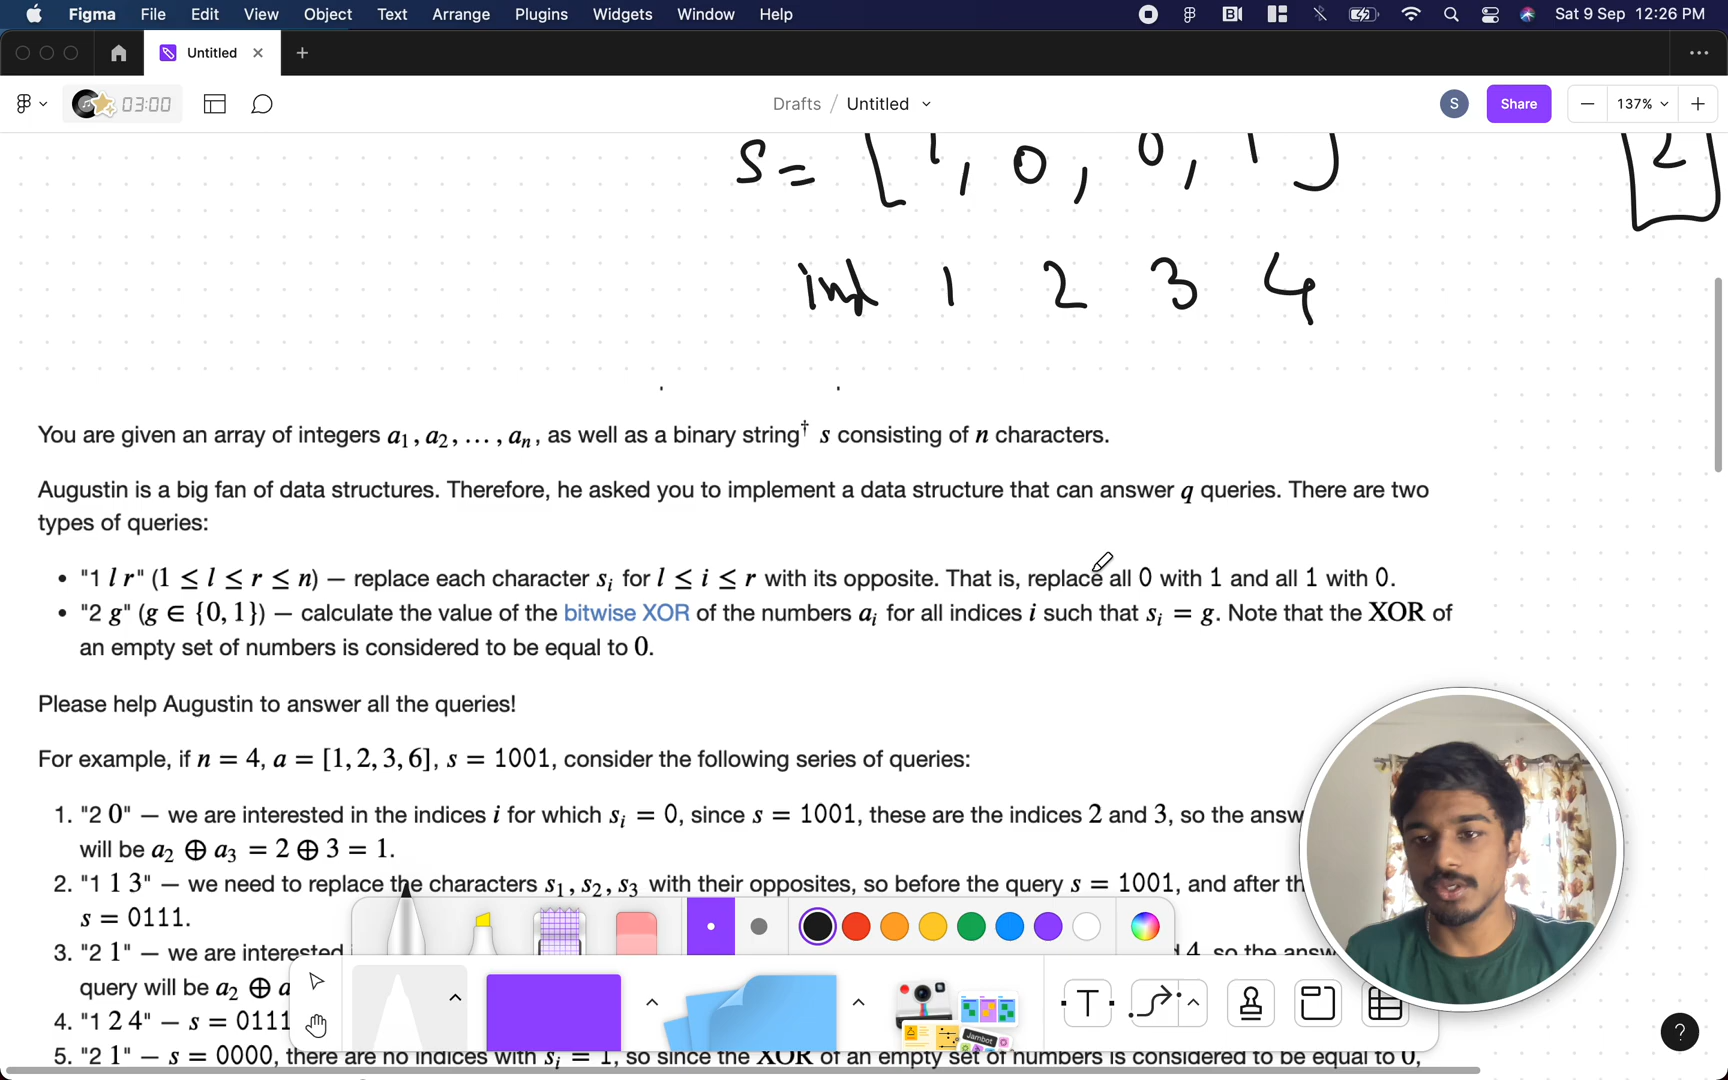 Figma File Edit View Object Text Arrange Plugins Widgets Window Help Sat 9 Sep 12:26 PM
Untitled
03:00 Drafts / Untitled S Share 137%
s = [1, 0, 0, 1] 2
ind 1 2 3 4
You are given an array of integers a₁, a₂, …, aₙ, as well as a binary string† s consisting of n characters.
Augustin is a big fan of data structures. Therefore, he asked you to implement a data structure that can answer q queries. There are two
types of queries:
• "1 l r" (1 ≤ l ≤ r ≤ n) — replace each character sᵢ for l ≤ i ≤ r with its opposite. That is, replace all 0 with 1 and all 1 with 0.
• "2 g" (g ∈ {0, 1}) — calculate the value of the bitwise XOR of the numbers aᵢ for all indices i such that sᵢ = g. Note that the XOR of
an empty set of numbers is considered to be equal to 0.
Please help Augustin to answer all the queries!
For example, if n = 4, a = [1, 2, 3, 6], s = 1001, consider the following series of queries:
1. "2 0" — we are interested in the indices i for which sᵢ = 0, since s = 1001, these are the indices 2 and 3, so the answ
will be a₂ ⊕ a₃ = 2 ⊕ 3 = 1.
2. "1 1 3" — we need to replace the characters s₁, s₂, s₃ with their opposites, so before the query s = 1001, and after th
s = 0111.
3. "2 1" — we are interested 4, so the answ
query will be a₂ ⊕ a
4. "1 2 4" — s = 0111
5. "2 1" — s = 0000, there are no indices with sᵢ = 1, so since the XOR of an empty set of numbers is considered to be equal to 0,
T
Jambot
?